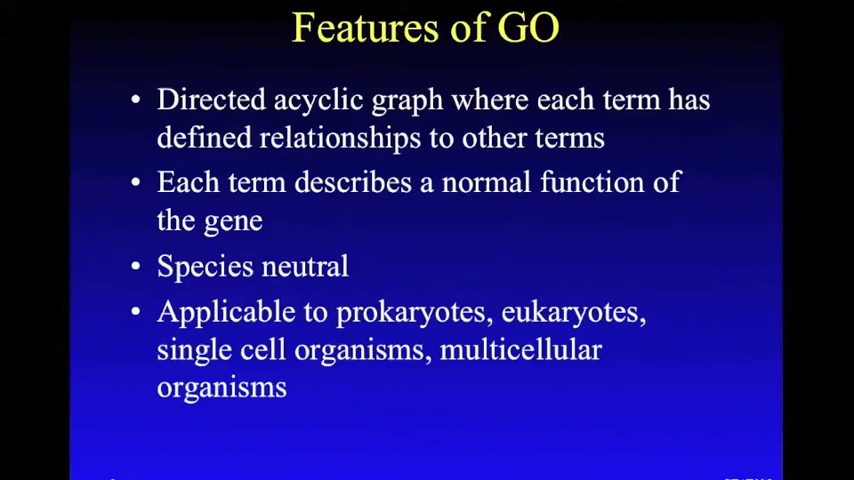 Features of GO
• Directed acyclic graph where each term has
defined relationships to other terms
• Each term describes a normal function of
the gene
• Species neutral
• Applicable to prokaryotes, eukaryotes,
single cell organisms, multicellular
organisms